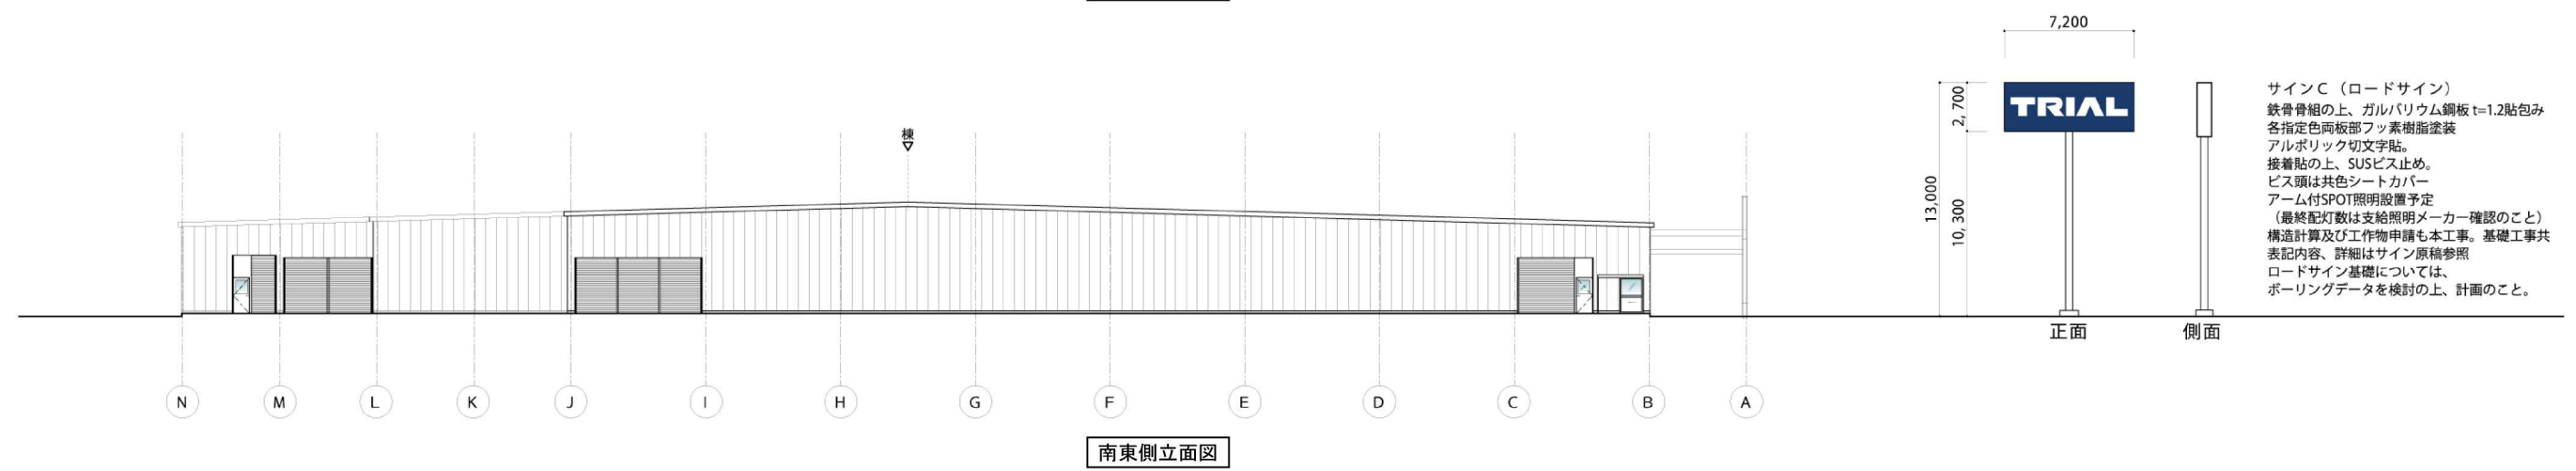 7,200
サインC（ロードサイン）
鉄骨骨組の上、ガルバリウム鋼板 t=1.2貼包み
各指定色両板部フッ素樹脂塗装
アルポリック切文字貼。
接着貼の上、SUSビス止め。
ビス頭は共色シートカバー
アーム付SPOT照明設置予定
（最終配灯数は支給照明メーカー確認のこと）
構造計算及び工作物申請も本工事。基礎工事共
表記内容、詳細はサイン原稿参照
ロードサイン基礎については、
ボーリングデータを検討の上、計画のこと。
TRIAL
2,700
13,000
10,300
棟
正面
側面
N M L K J I H G F E D C B A
南東側立面図